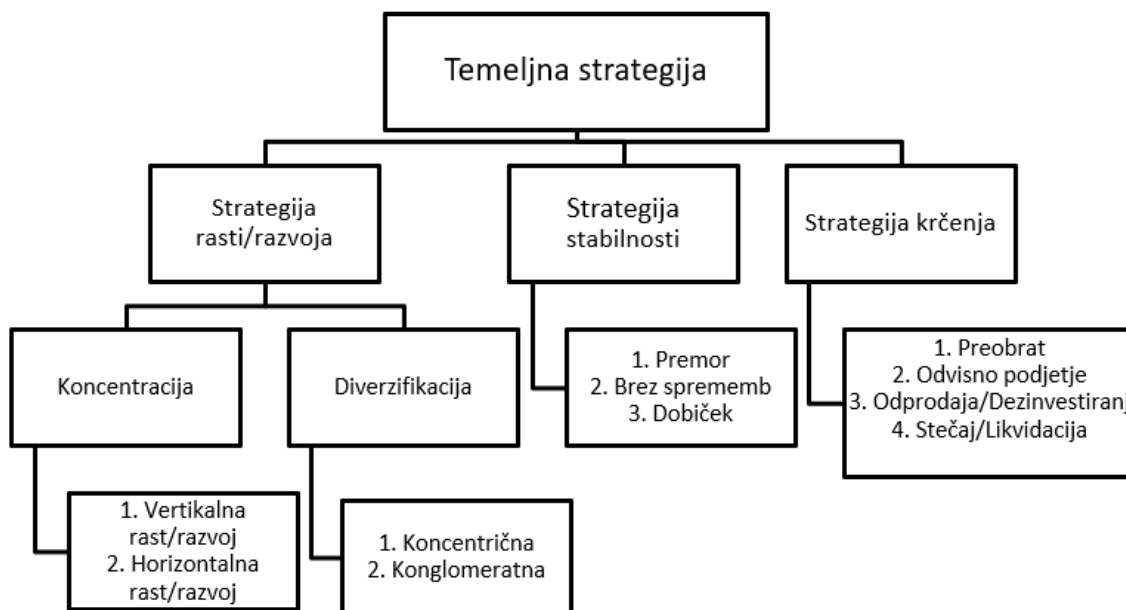 Temeljna strategija
Strategija
rasti/razvoja
Strategija
stabilnosti
Strategija krčenja
Koncentracija
Diverzifikacija
1. Premor
2. Brez sprememb
3. Dobiček
1. Preobrat
2. Odvisno podjetje
3. Odprodaja/Dezinvestiranj
4. Stečaj/Likvidacija
1. Vertikalna
rast/razvoj
2. Horizontalna
rast/razvoj
1. Koncentrična
2. Konglomeratna